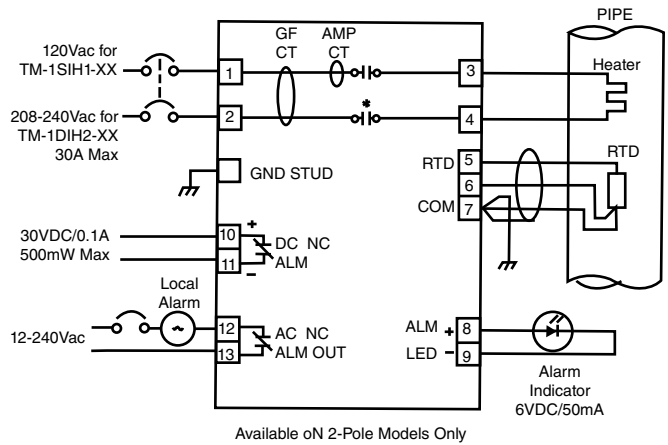 PIPE
GF
CT
AMP
CT
120Vac for
TM-1SIH1-XX
1
3
Heater
*
208-240Vac for
TM-1DIH2-XX
30A Max
2
4
GND STUD
RTD
5
RTD
6
COM
7
30VDC/0.1A
500mW Max
10
+
DC NC
ALM
11
–
Local
Alarm
12-240Vac
~
12
AC NC
ALM OUT
13
ALM +
8
LED –
9
Alarm
Indicator
6VDC/50mA
Available oN 2-Pole Models Only